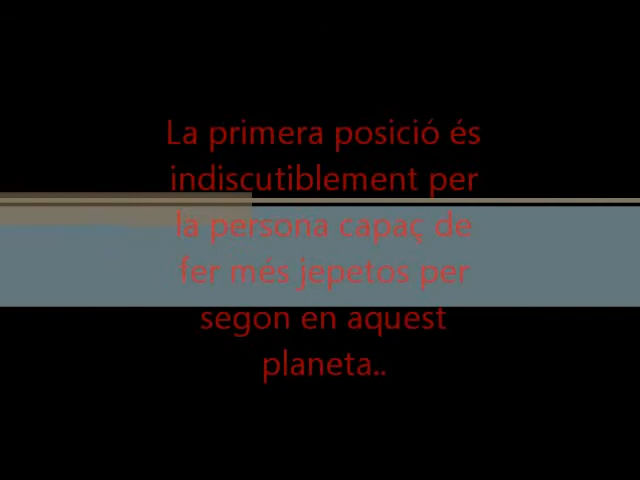 La primera posició és
indiscutiblement per
la persona capaç de
fer més jepetos per
segon en aquest
planeta..